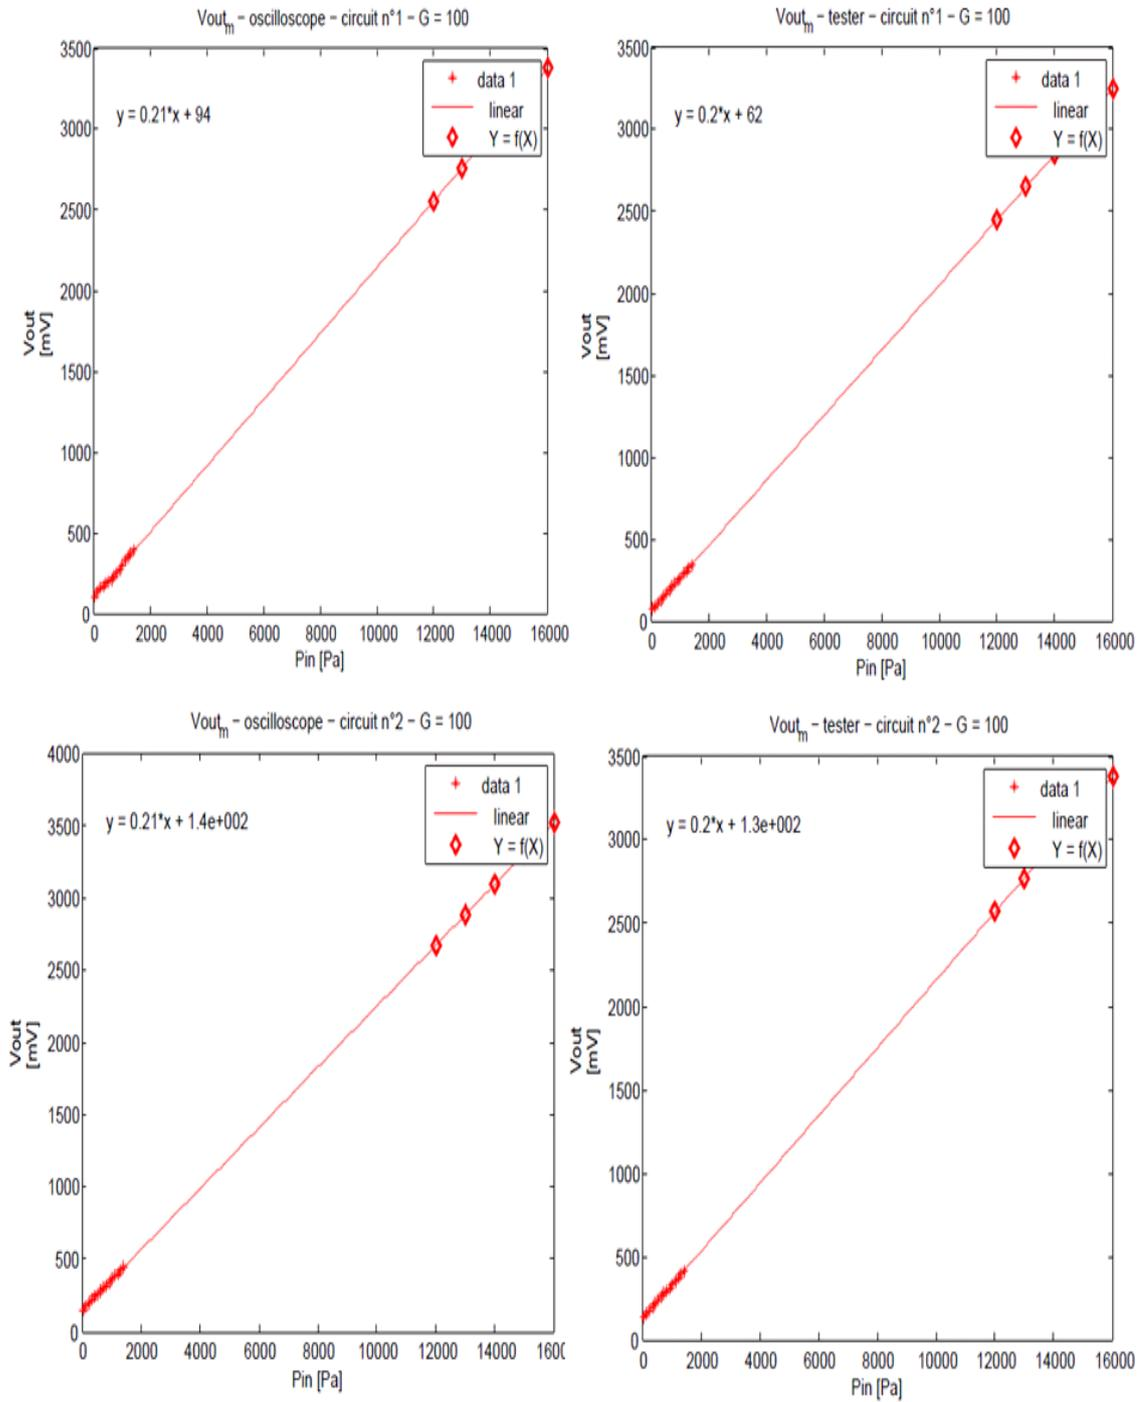 Voutm − oscilloscope − circuit n°1 − G = 100
3500
3000
2500
2000
1500
1000
500
0
Vout
[mV]
y = 0.21*x + 94
data 1
linear
Y = f(X)
0 2000 4000 6000 8000 10000 12000 14000 16000
Pin [Pa]
Voutm − tester − circuit n°1 − G = 100
3500
3000
2500
2000
1500
1000
500
0
Vout
[mV]
y = 0.2*x + 62
data 1
linear
Y = f(X)
0 2000 4000 6000 8000 10000 12000 14000 16000
Pin [Pa]
Voutm − oscilloscope − circuit n°2 − G = 100
4000
3500
3000
2500
2000
1500
1000
500
0
Vout
[mV]
y = 0.21*x + 1.4e+002
data 1
linear
Y = f(X)
0 2000 4000 6000 8000 10000 12000 14000
Pin [Pa]
Voutm − tester − circuit n°2 − G = 100
3500
3000
2500
2000
1500
1000
500
0
Vout
[mV]
y = 0.2*x + 1.3e+002
data 1
linear
Y = f(X)
0 2000 4000 6000 8000 10000 12000 14000 16000
Pin [Pa]